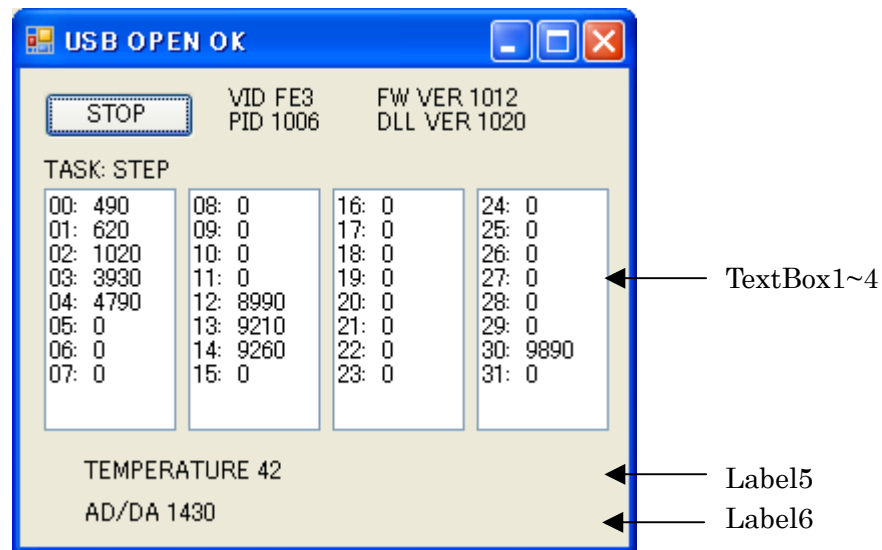 USB OPEN OK
STOP
VID FE3
PID 1006
FW VER 1012
DLL VER 1020
TASK: STEP
00: 490
01: 620
02: 1020
03: 3930
04: 4790
05: 0
06: 0
07: 0
08: 0
09: 0
10: 0
11: 0
12: 8990
13: 9210
14: 9260
15: 0
16: 0
17: 0
18: 0
19: 0
20: 0
21: 0
22: 0
23: 0
24: 0
25: 0
26: 0
27: 0
28: 0
29: 0
30: 9890
31: 0
TextBox1~4
TEMPERATURE 42
Label5
AD/DA 1430
Label6